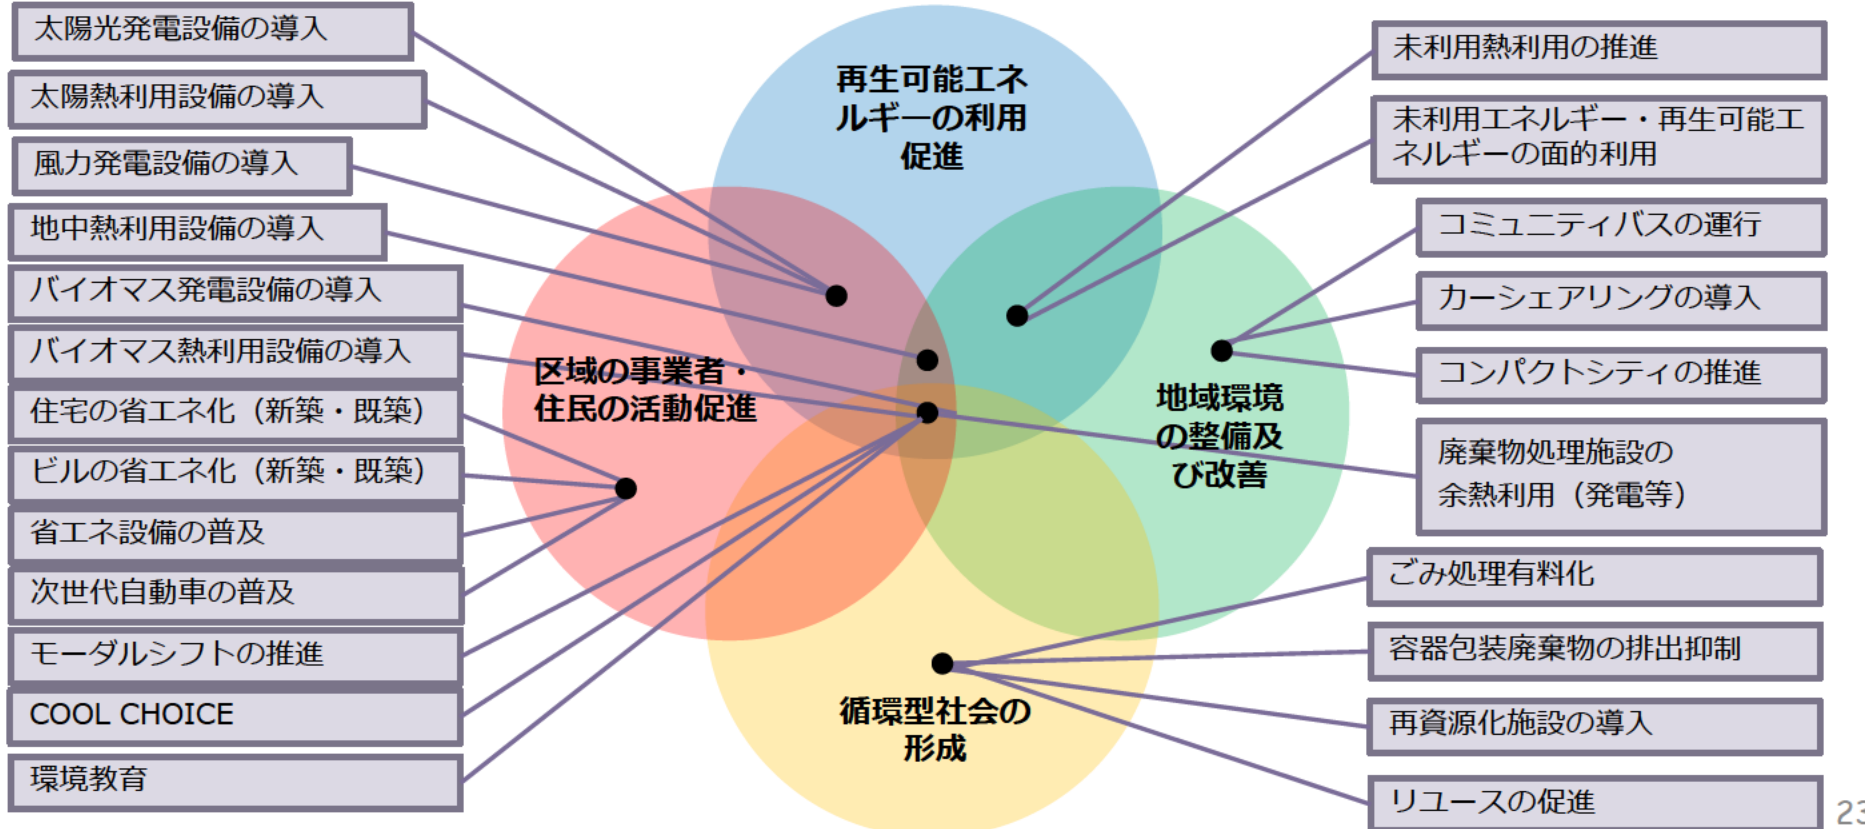 太陽光発電設備の導入
太陽熱利用設備の導入
風力発電設備の導入
地中熱利用設備の導入
バイオマス発電設備の導入
バイオマス熱利用設備の導入
住宅の省エネ化（新築・既築）
ビルの省エネ化（新築・既築）
省エネ設備の普及
次世代自動車の普及
モーダルシフトの推進
COOL CHOICE
環境教育
再生可能エネ
ルギーの利用
促進
区域の事業者・
住民の活動促進
地域環境
の整備及
び改善
循環型社会の
形成
未利用熱利用の推進
未利用エネルギー・再生可能エ
ネルギーの面的利用
コミュニティバスの運行
カーシェアリングの導入
コンパクトシティの推進
廃棄物処理施設の
余熱利用（発電等）
ごみ処理有料化
容器包装廃棄物の排出抑制
再資源化施設の導入
リユースの促進
23